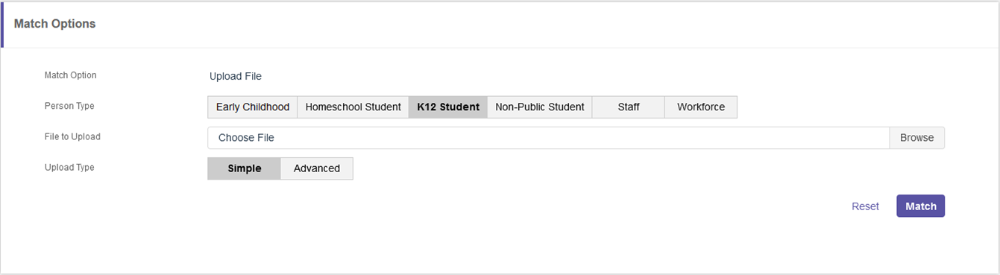 Match Options
Match Option Upload File
Person Type Early Childhood Homeschool Student K12 Student Non-Public Student Staff Workforce
File to Upload Choose File Browse
Upload Type Simple Advanced
Reset Match